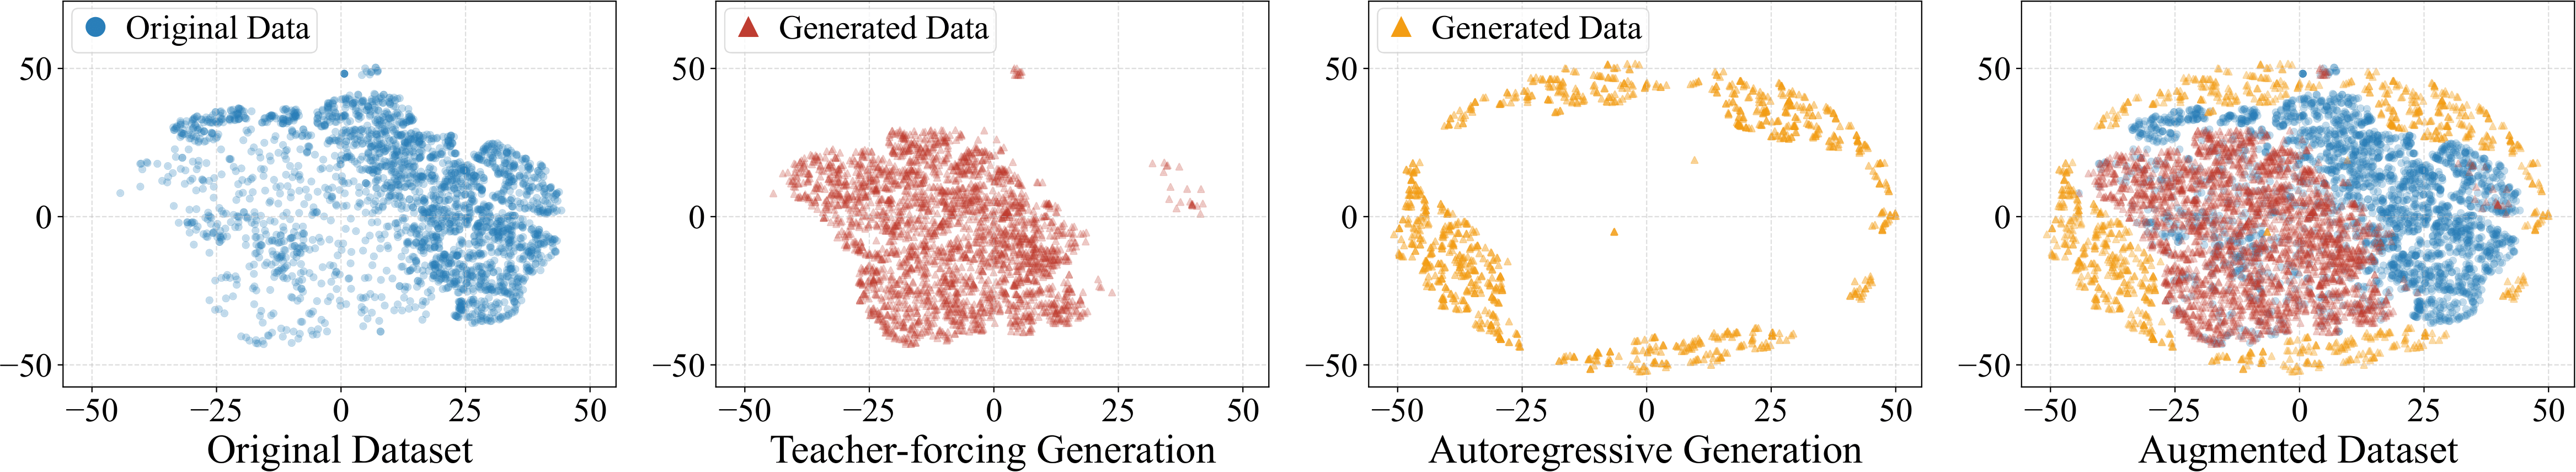 Original Data
50
0
−50
−50 −25 0 25 50
Original Dataset
Generated Data
50
0
−50
−50 −25 0 25 50
Teacher-forcing Generation
Generated Data
50
0
−50
−50 −25 0 25 50
Autoregressive Generation
50
0
−50
−50 −25 0 25 50
Augmented Dataset